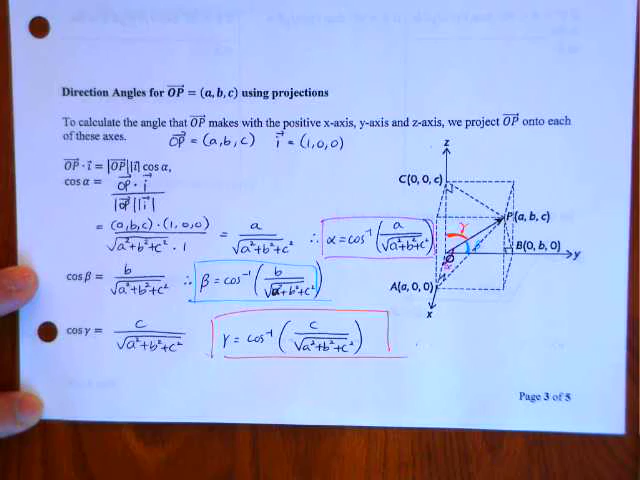 Direction Angles for OP⃗ = (a, b, c) using projections
To calculate the angle that OP⃗ makes with the positive x-axis, y-axis and z-axis, we project OP⃗ onto each
of these axes. OP⃗ = (a, b, c) i⃗ = (1, 0, 0)
OP⃗ · i⃗ = |OP⃗||i⃗| cos α,
cos α = OP⃗ · i⃗ / |OP⃗||i⃗|
= (a, b, c) · (1, 0, 0) / √a²+b²+c² · 1 = a / √a²+b²+c² ∴ α = cos⁻¹ (a / √a²+b²+c²)
cos β = b / √a²+b²+c² ∴ β = cos⁻¹ (b / √a²+b²+c²)
cos γ = c / √a²+b²+c² γ = cos⁻¹ (c / √a²+b²+c²)
z
C(0, 0, c)
P(a, b, c)
γ
β
B(0, b, 0)
y
O
α
A(a, 0, 0)
x
Page 3 of 5